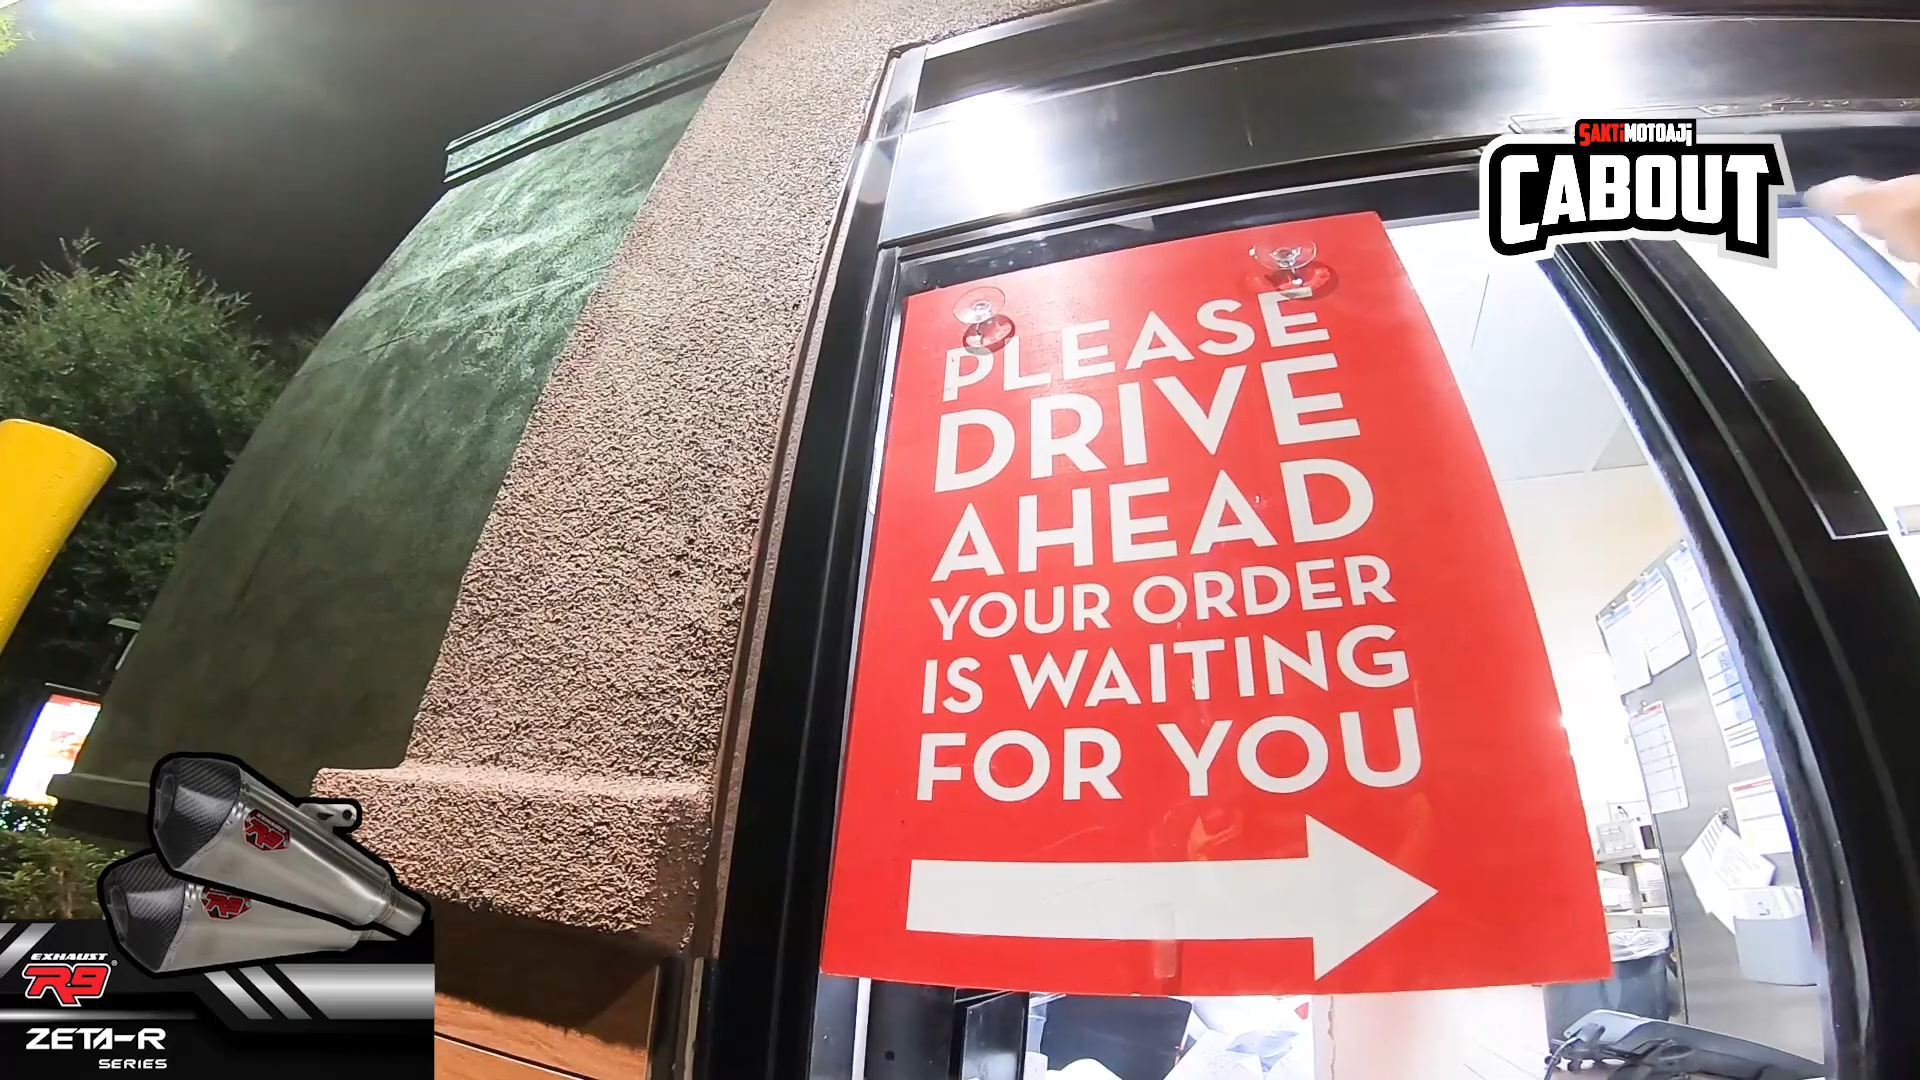 SAKTIMOTOAJI
CABOUT
PLEASE
DRIVE
AHEAD
YOUR ORDER
IS WAITING
FOR YOU
EXHAUST
R9
ZETA-R
SERIES